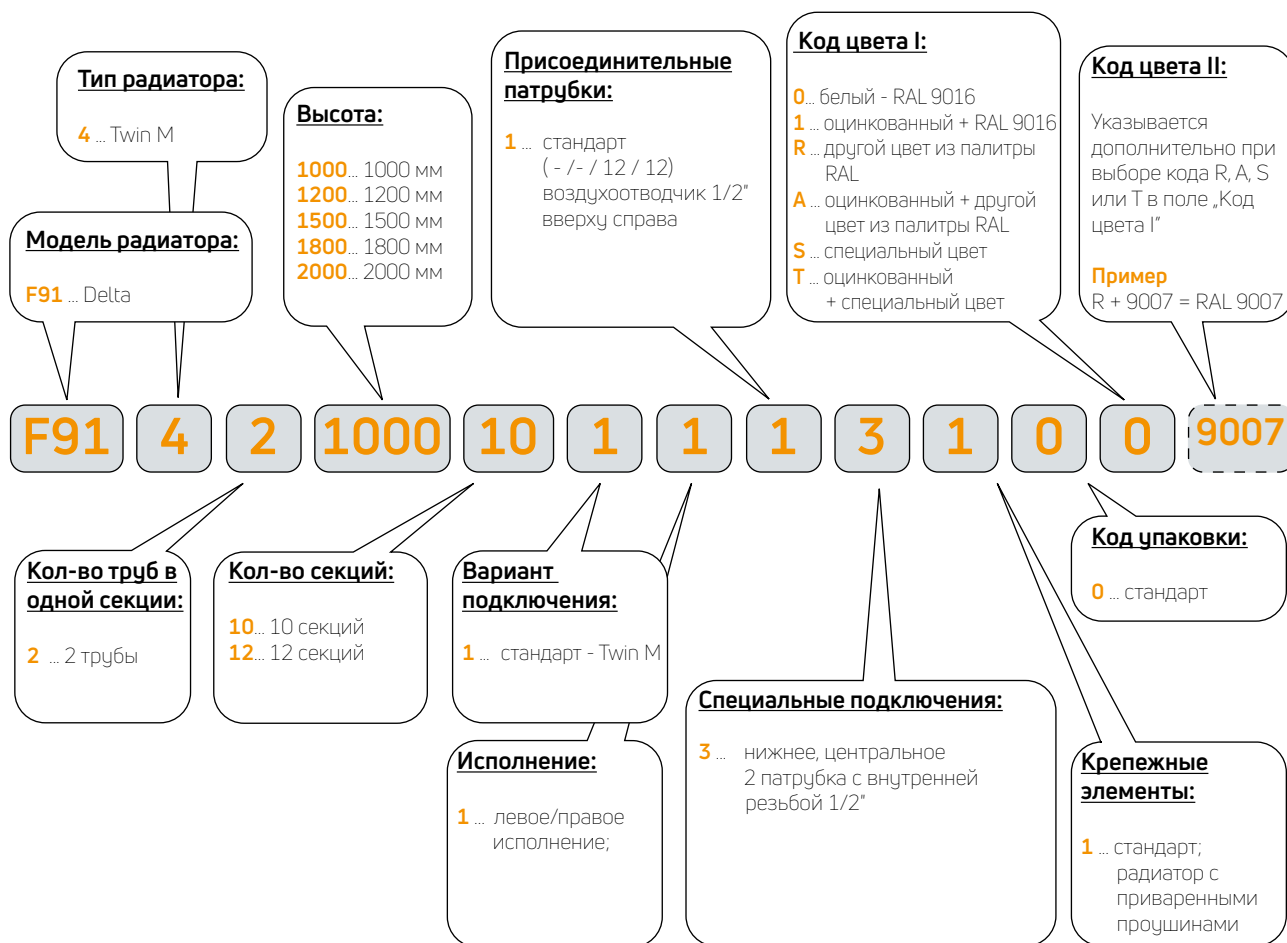 Тип радиатора:
4 ... Twin M
Модель радиатора:
F91 ... Delta
Высота:
1000... 1000 мм
1200... 1200 мм
1500... 1500 мм
1800... 1800 мм
2000... 2000 мм
Присоединительные
патрубки:
1 ... стандарт
( - /- / 12 / 12)
воздухоотводчик 1/2"
вверху справа
Код цвета I:
0... белый - RAL 9016
1 ... оцинкованный + RAL 9016
R ... другой цвет из палитры
RAL
A ... оцинкованный + другой
цвет из палитры RAL
S ... специальный цвет
T ... оцинкованный
+ специальный цвет
Код цвета II:
Указывается
дополнительно при
выборе кода R, A, S
или T в поле „Код
цвета I"
Пример
R + 9007 = RAL 9007
F91 4 2 1000 10 1 1 1 3 1 0 0 9007
Кол-во труб в
одной секции:
2 ... 2 трубы
Кол-во секций:
10... 10 секций
12... 12 секций
Вариант
подключения:
1 ... стандарт - Twin M
Исполнение:
1 ... левое/правое
исполнение;
Специальные подключения:
3 ... нижнее, центральное
2 патрубка с внутренней
резьбой 1/2"
Код упаковки:
0 ... стандарт
Крепежные
элементы:
1 ... стандарт;
радиатор с
приваренными
проушинами